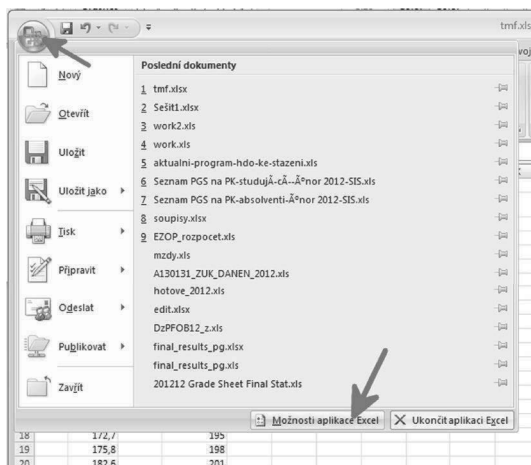 tmf.xls
Nový
Otevřít
Uložit
Uložit jako
Tisk
Připravit
Odeslat
Publikovat
Zavřít
Poslední dokumenty
1 tmf.xlsx
2 Sešit1.xlsx
3 work2.xls
4 work.xls
5 aktualni-program-hdo-ke-stazeni.xls
6 Seznam PGS na PK-studujÃ-cÃ--Ãºnor 2012-SIS.xls
7 Seznam PGS na PK-absolventi-Ãºnor 2012-SIS.xls
8 soupisy.xlsx
9 EZOP_rozpocet.xls
mzdy.xls
A130131_ZUK_DANEN_2012.xls
hotove_2012.xls
edit.xlsx
DzPFOB12_z.xls
final_results_pg.xlsx
final_results_pg.xls
201212 Grade Sheet Final Stat.xls
Možnosti aplikace Excel
Ukončit aplikaci Excel
18 172,7 195
19 175,8 198
20 182,6 201